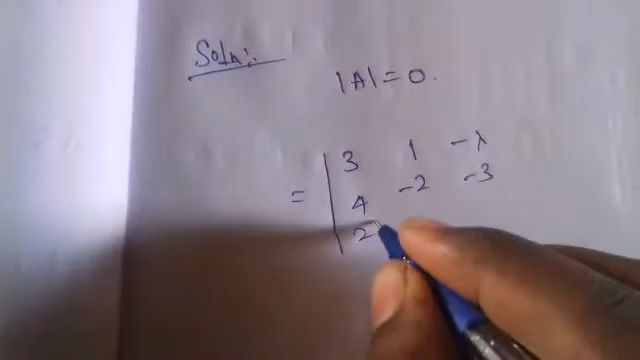 Soln:
|A| = 0.
= | 3 1 -λ
4 -2 -3
2